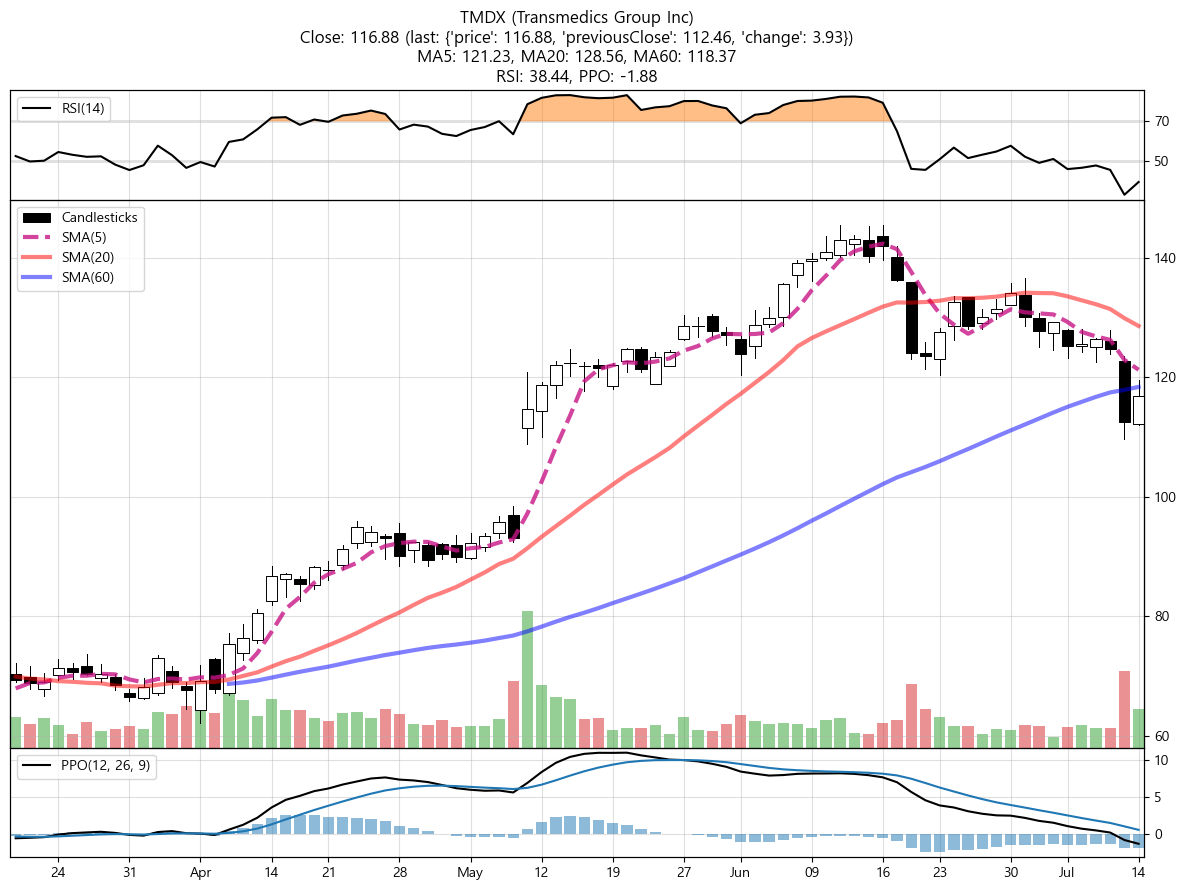 TMDX (Transmedics Group Inc)
Close: 116.88 (last: {'price': 116.88, 'previousClose': 112.46, 'change': 3.93})
MA5: 121.23, MA20: 128.56, MA60: 118.37
RSI: 38.44, PPO: -1.88
RSI(14)
70
50
Candlesticks
SMA(5)
SMA(20)
SMA(60)
140
120
100
80
60
PPO(12, 26, 9)
10
5
0
24 31 Apr 14 21 28 May 12 19 27 Jun 09 16 23 30 Jul 14